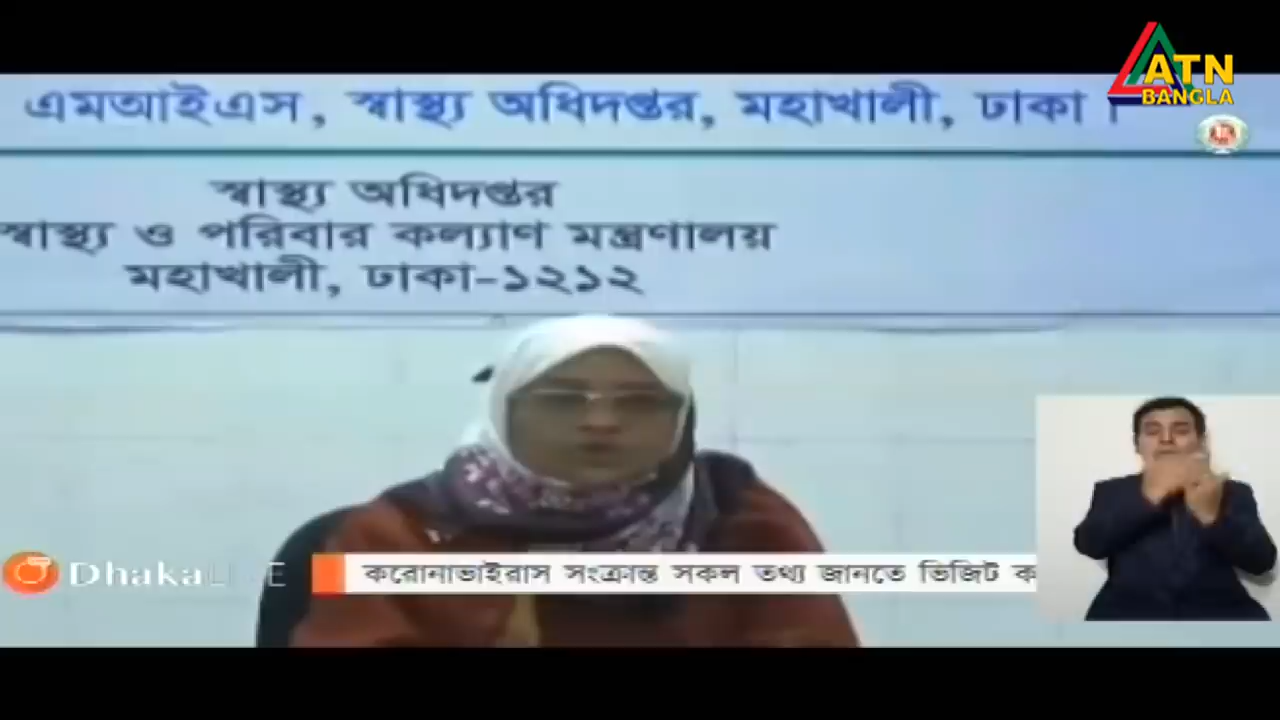 ATN
BANGLA
এমআইএস, স্বাস্থ্য অধিদপ্তর, মহাখালী, ঢাকা।
স্বাস্থ্য অধিদপ্তর
স্বাস্থ্য ও পরিবার কল্যাণ মন্ত্রণালয়
মহাখালী, ঢাকা-১২১২
DhakaLIVE
করোনাভাইরাস সংক্রান্ত সকল তথ্য জানতে ভিজিট ক